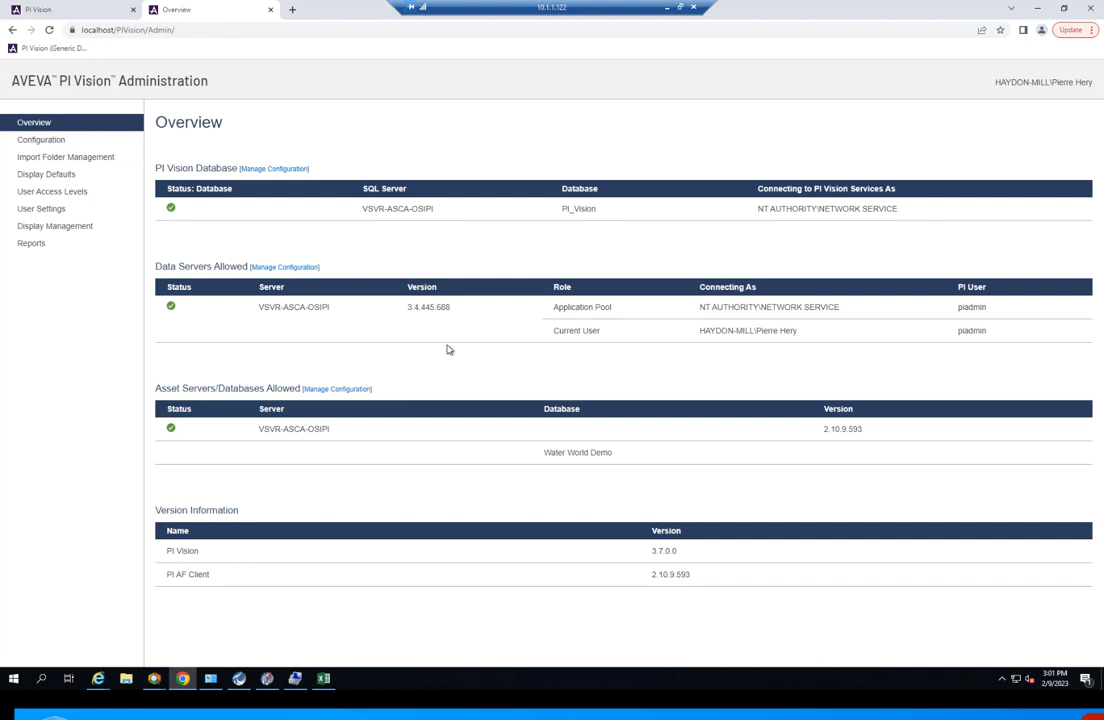 PI Vision
Overview
10.1.1.122
localhost/PIVision/Admin/
Update
PI Vision (Generic D...
AVEVA™ PI Vision™ Administration
HAYDON-MILL\Pierre Hery
Overview
Configuration
Import Folder Management
Display Defaults
User Access Levels
User Settings
Display Management
Reports
Overview
PI Vision Database [Manage Configuration]
Status: Database SQL Server Database Connecting to PI Vision Services As
VSVR-ASCA-OSIPI PI_Vision NT AUTHORITY\NETWORK SERVICE
Data Servers Allowed [Manage Configuration]
Status Server Version Role Connecting As PI User
VSVR-ASCA-OSIPI 3.4.445.688 Application Pool NT AUTHORITY\NETWORK SERVICE piadmin
Current User HAYDON-MILL\Pierre Hery piadmin
Asset Servers/Databases Allowed [Manage Configuration]
Status Server Database Version
VSVR-ASCA-OSIPI 2.10.9.593
Water World Demo
Version Information
Name Version
PI Vision 3.7.0.0
PI AF Client 2.10.9.593
3:01 PM
2/9/2023